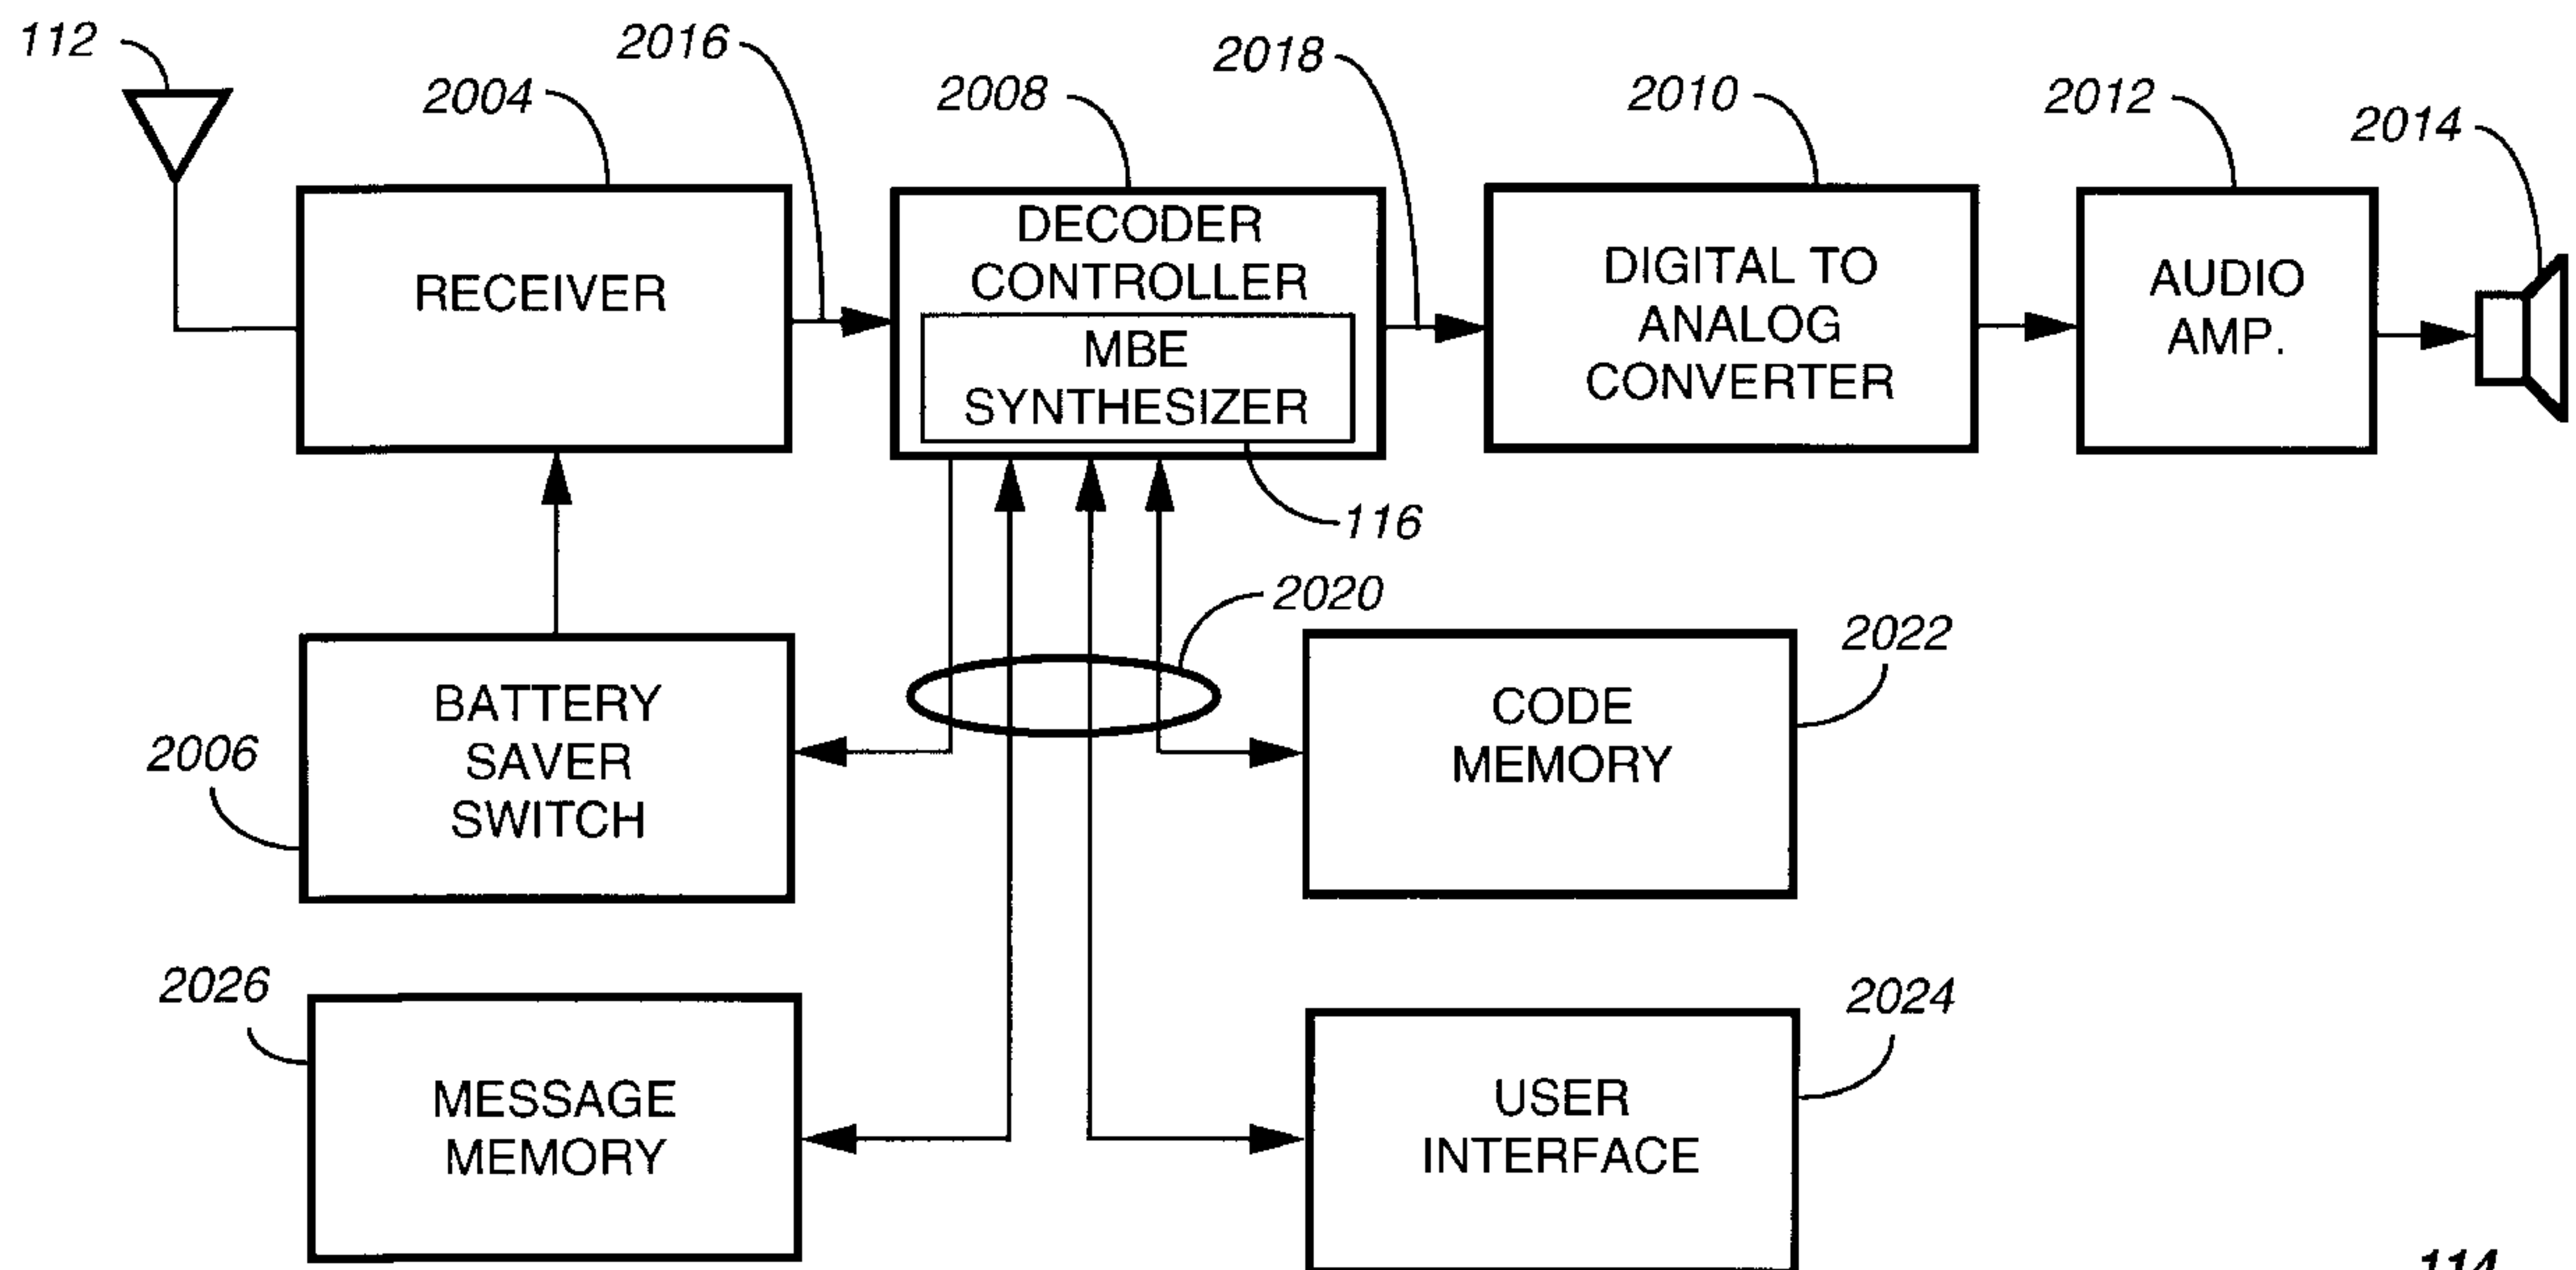 112
2016
2004
2008
2018
2010
2012
2014
RECEIVER
DECODER
CONTROLLER
MBE
SYNTHESIZER
DIGITAL TO
ANALOG
CONVERTER
AUDIO
AMP.
116
2020
2022
2006
BATTERY
SAVER
SWITCH
CODE
MEMORY
2026
2024
MESSAGE
MEMORY
USER
INTERFACE
114